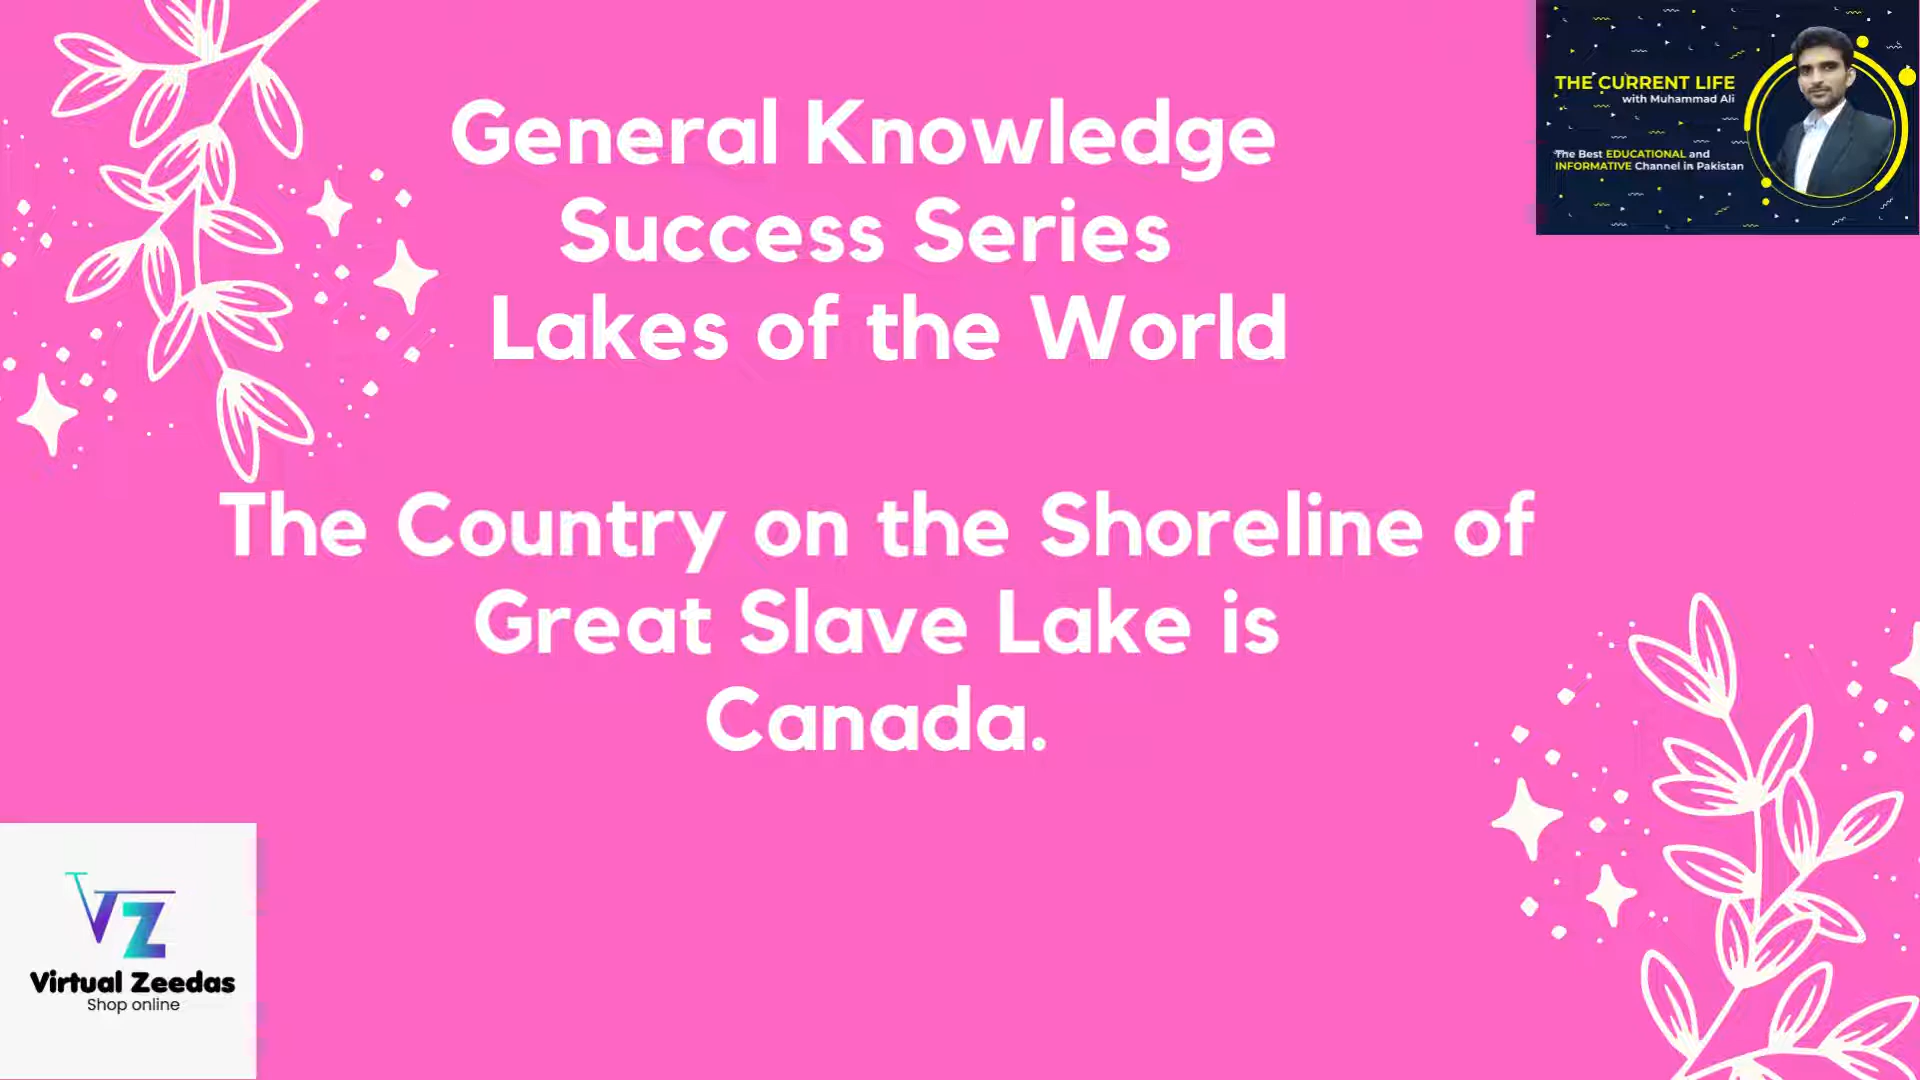 General Knowledge
Success Series
Lakes of the World
The Country on the Shoreline of
Great Slave Lake is
Canada.
THE CURRENT LIFE
with Muhammad Ali
The Best EDUCATIONAL and
INFORMATIVE Channel in Pakistan
VZ
Virtual Zeedas
Shop online